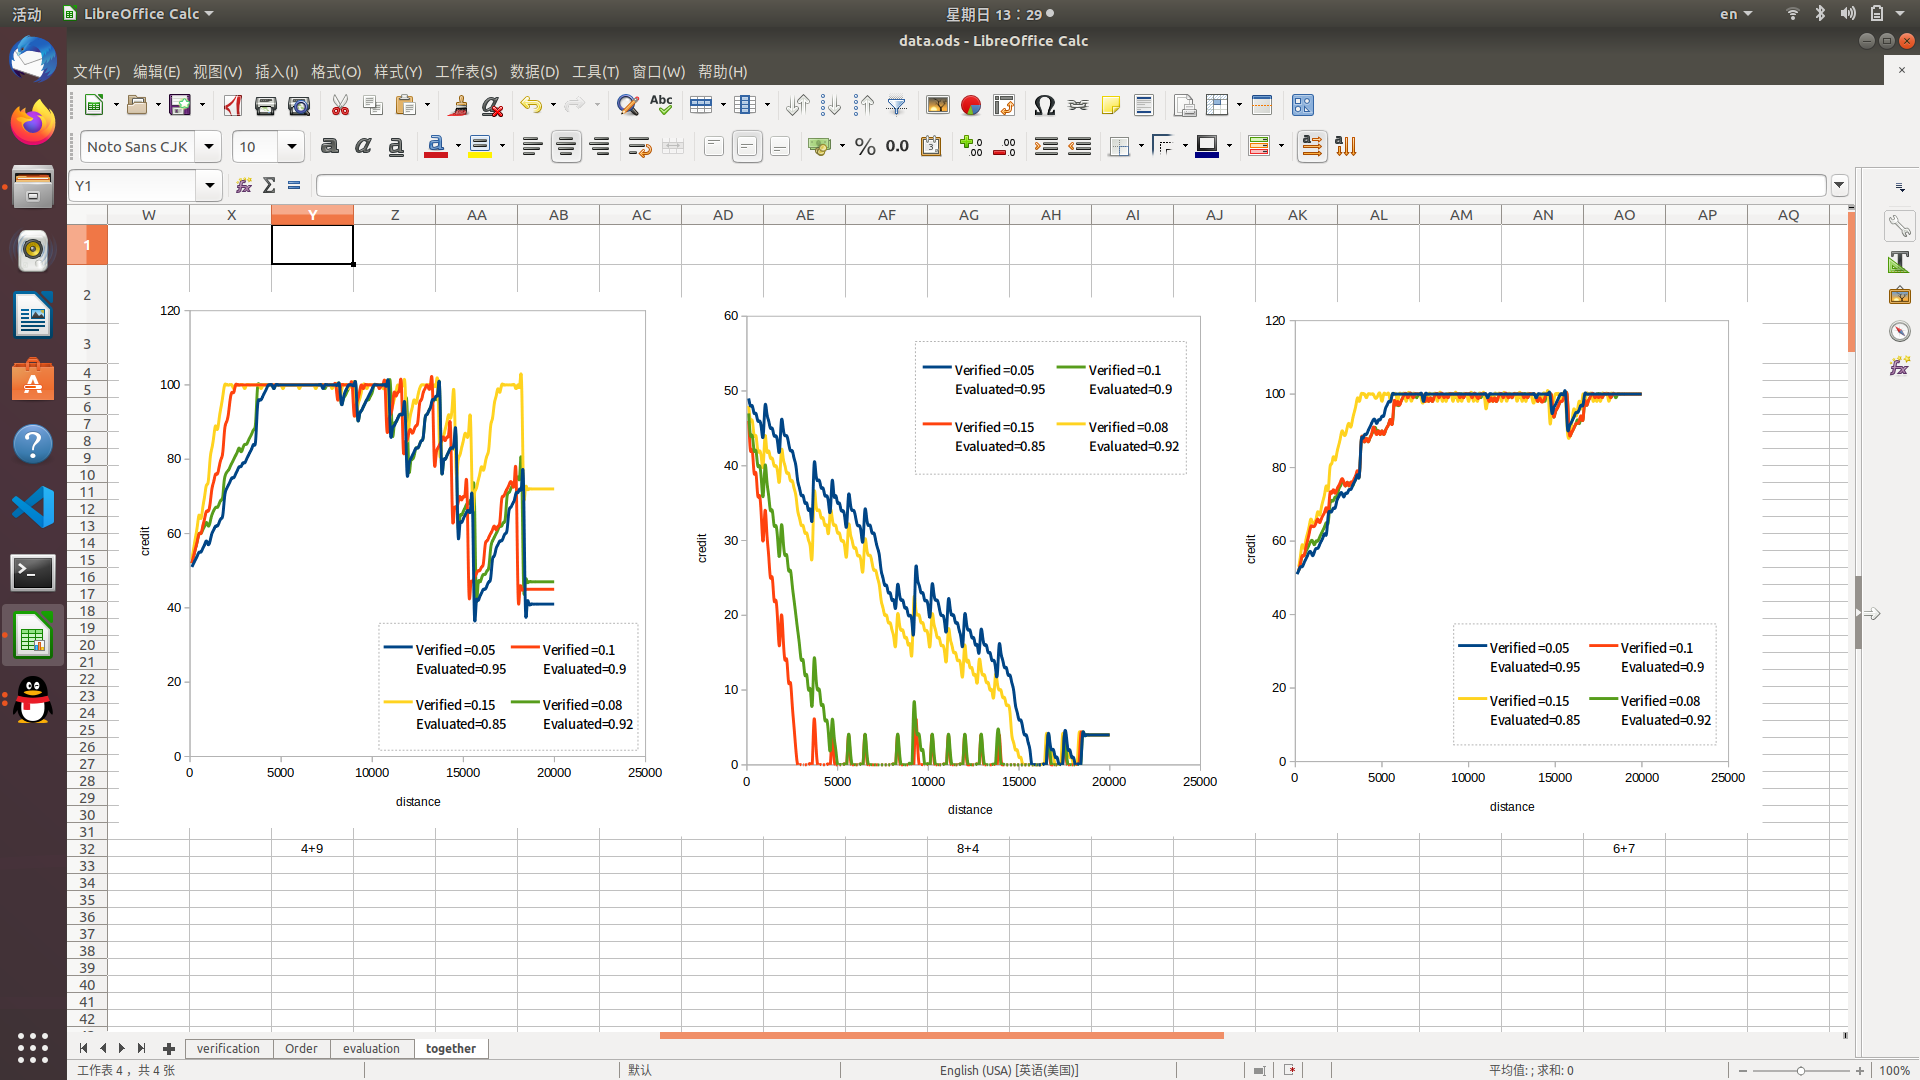 活动 LibreOffice Calc 星期日 13：29 en
data.ods - LibreOffice Calc
文件(F) 编辑(E) 视图(V) 插入(I) 格式(O) 样式(Y) 工作表(S) 数据(D) 工具(T) 窗口(W) 帮助(H)
Noto Sans CJK 10
Y1
W X Y Z AA AB AC AD AE AF AG AH AI AJ AK AL AM AN AO AP AQ
1
2
3
4
5
6
7
8
9
10
11
12
13
14
15
16
17
18
19
20
21
22
23
24
25
26
27
28
29
30
31
32
33
34
35
36
37
38
39
40
41
42
120
100
80
60
40
20
0
credit
Verified =0.05 Verified =0.1
Evaluated=0.95 Evaluated=0.9
Verified =0.15 Verified =0.08
Evaluated=0.85 Evaluated=0.92
0 5000 10000 15000 20000 25000
distance
4+9
60
50
40
30
20
10
0
credit
Verified =0.05 Verified =0.1
Evaluated=0.95 Evaluated=0.9
Verified =0.15 Verified =0.08
Evaluated=0.85 Evaluated=0.92
0 5000 10000 15000 20000 25000
distance
8+4
120
100
80
60
40
20
0
credit
Verified =0.05 Verified =0.1
Evaluated=0.95 Evaluated=0.9
Verified =0.15 Verified =0.08
Evaluated=0.85 Evaluated=0.92
0 5000 10000 15000 20000 25000
distance
6+7
verification Order evaluation together
工作表 4 ，共 4 张 默认 English (USA) [英语(美国)] 平均值: ; 求和: 0 100%